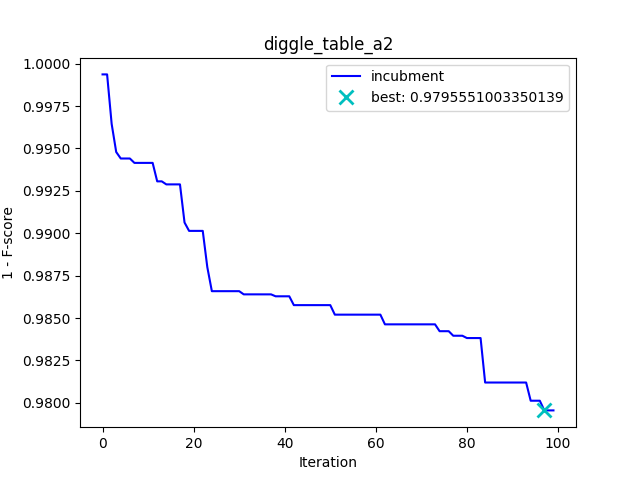 diggle_table_a2
incubment
best: 0.9795551003350139
1.0000
0.9975
0.9950
0.9925
0.9900
0.9875
0.9850
0.9825
0.9800
1 - F-score
0 20 40 60 80 100
Iteration